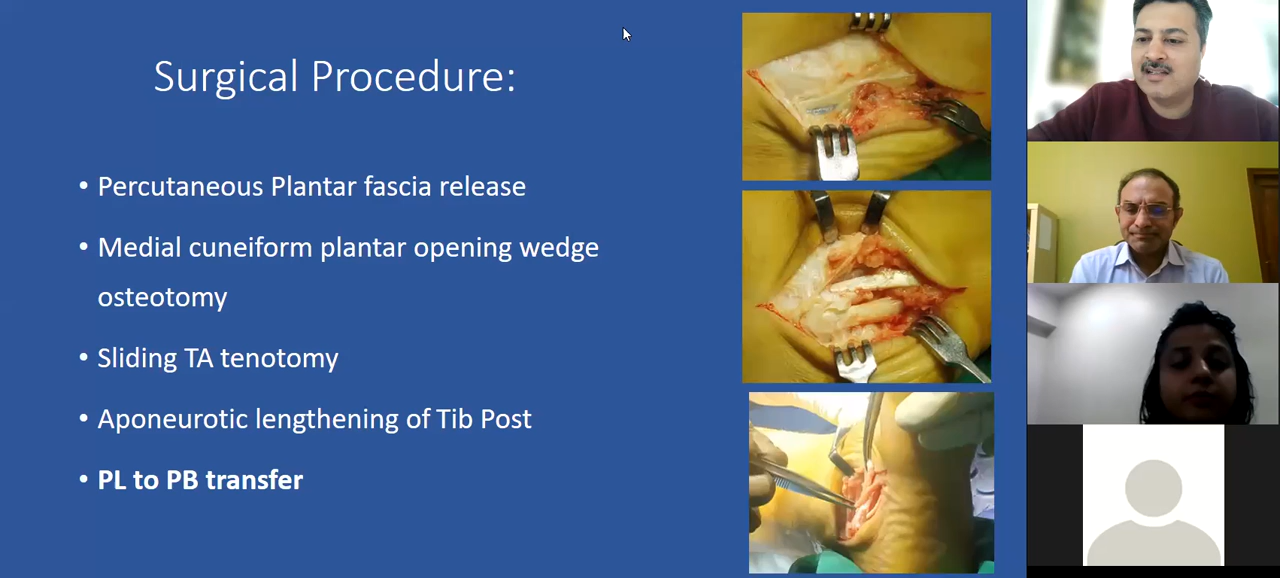 Surgical Procedure:
• Percutaneous Plantar fascia release
• Medial cuneiform plantar opening wedge
osteotomy
• Sliding TA tenotomy
• Aponeurotic lengthening of Tib Post
• PL to PB transfer